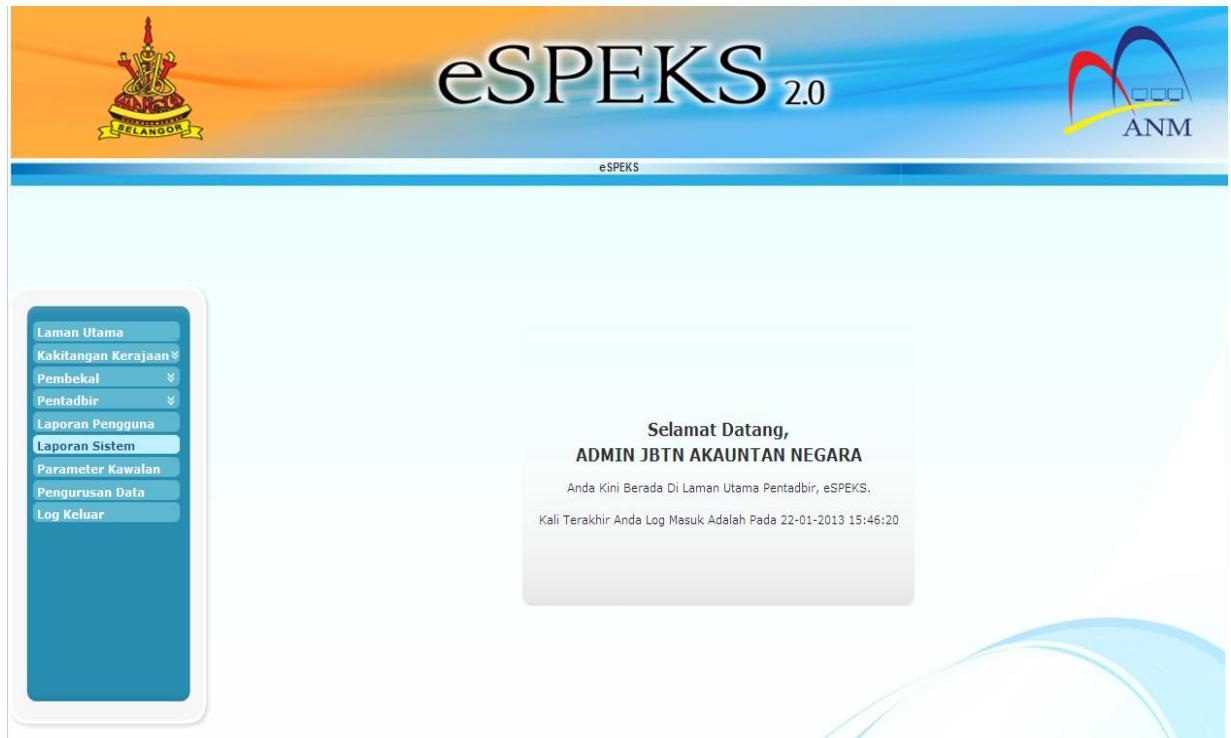 eSPEKS 2.0
SELANGOR
ANM
eSPEKS
Laman Utama
Kakitangan Kerajaan
Pembekal
Pentadbir
Laporan Pengguna
Laporan Sistem
Parameter Kawalan
Pengurusan Data
Log Keluar
Selamat Datang,
ADMIN JBTN AKAUNTAN NEGARA
Anda Kini Berada Di Laman Utama Pentadbir, eSPEKS.
Kali Terakhir Anda Log Masuk Adalah Pada 22-01-2013 15:46:20